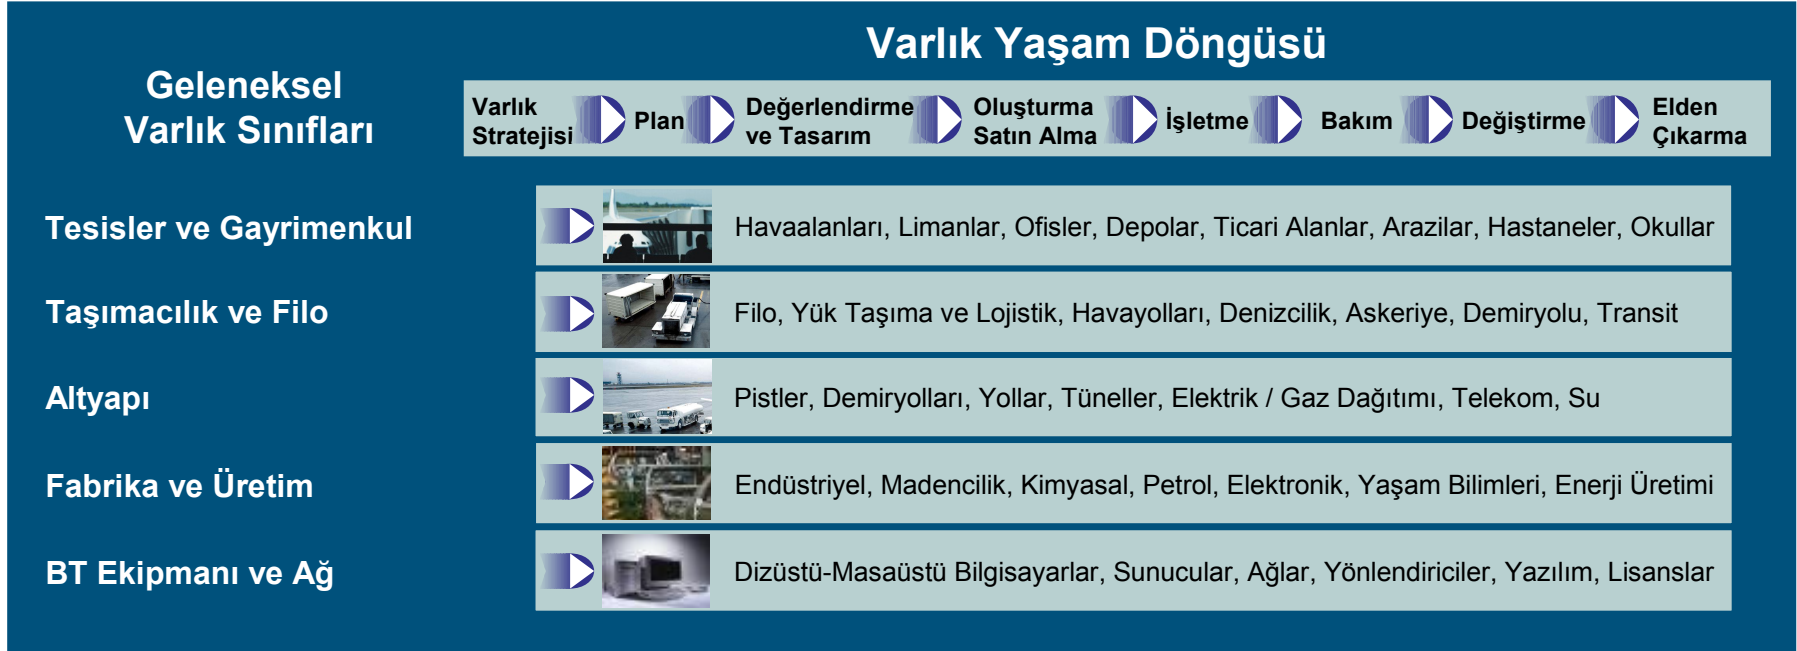 Varlık Yaşam Döngüsü
Geleneksel
Varlık Sınıfları
Varlık
Stratejisi
Plan
Değerlendirme
ve Tasarım
Oluşturma
Satın Alma
İşletme
Bakım
Değiştirme
Elden
Çıkarma
Tesisler ve Gayrimenkul
Havaalanları, Limanlar, Ofisler, Depolar, Ticari Alanlar, Arazilar, Hastaneler, Okullar
Taşımacılık ve Filo
Filo, Yük Taşıma ve Lojistik, Havayolları, Denizcilik, Askeriye, Demiryolu, Transit
Altyapı
Pistler, Demiryolları, Yollar, Tüneller, Elektrik / Gaz Dağıtımı, Telekom, Su
Fabrika ve Üretim
Endüstriyel, Madencilik, Kimyasal, Petrol, Elektronik, Yaşam Bilimleri, Enerji Üretimi
BT Ekipmanı ve Ağ
Dizüstü-Masaüstü Bilgisayarlar, Sunucular, Ağlar, Yönlendiriciler, Yazılım, Lisanslar